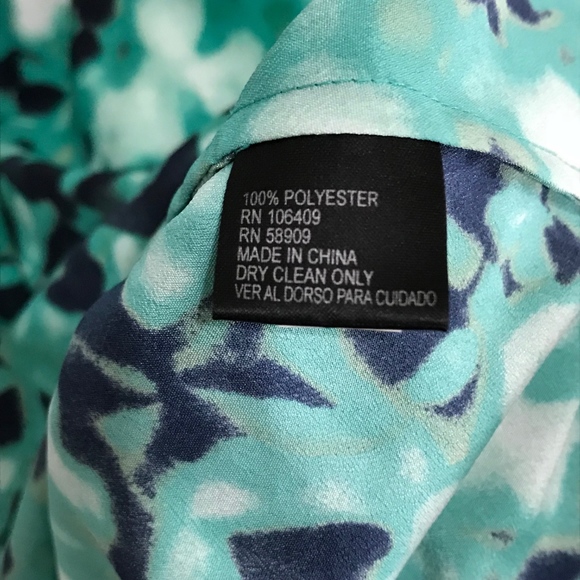 100% POLYESTER
RN 106409
RN 58909
MADE IN CHINA
DRY CLEAN ONLY
VER AL DORSO PARA CUIDADO